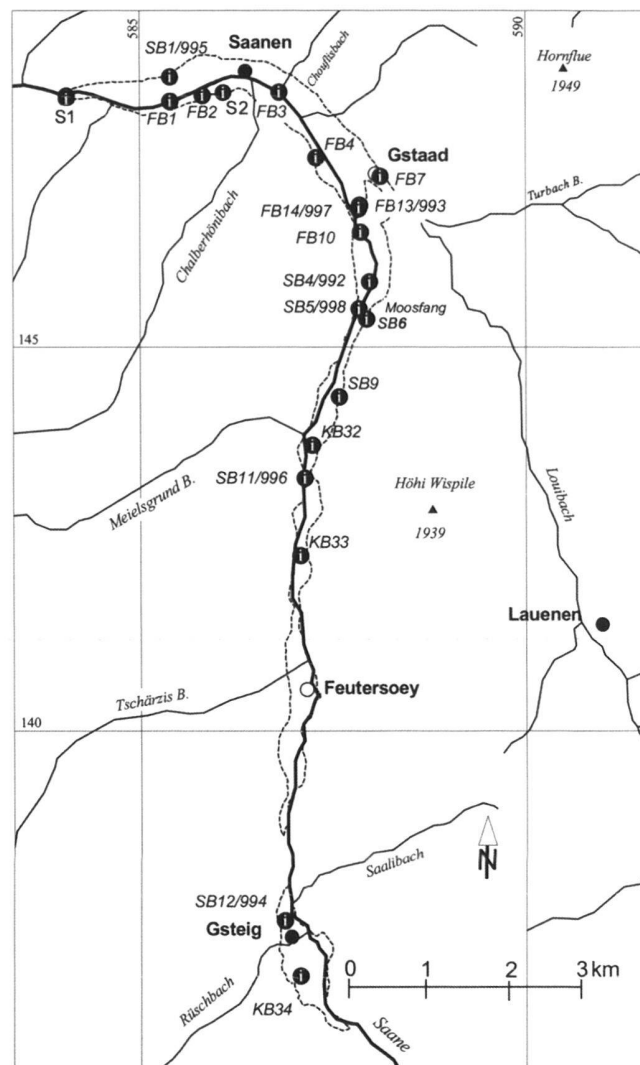 585
590
SB1/995
Saanen
Chouflisbach
Hornflue
1949
S1
FB1
FB2
S2
FB3
FB4
Gstaad
FB7
Turbach B.
FB14/997
FB13/993
FB10
Chalberhönibach
SB4/992
SB5/998
Moosfang
SB6
145
SB9
KB32
SB11/996
Meielsgrund B.
Höhi Wispile
1939
Louibach
KB33
Lauenen
Feutersoey
Tschärzis B.
140
Saalibach
N
SB12/994
Gsteig
0 1 2 3 km
Rüschbach
KB34
Saane